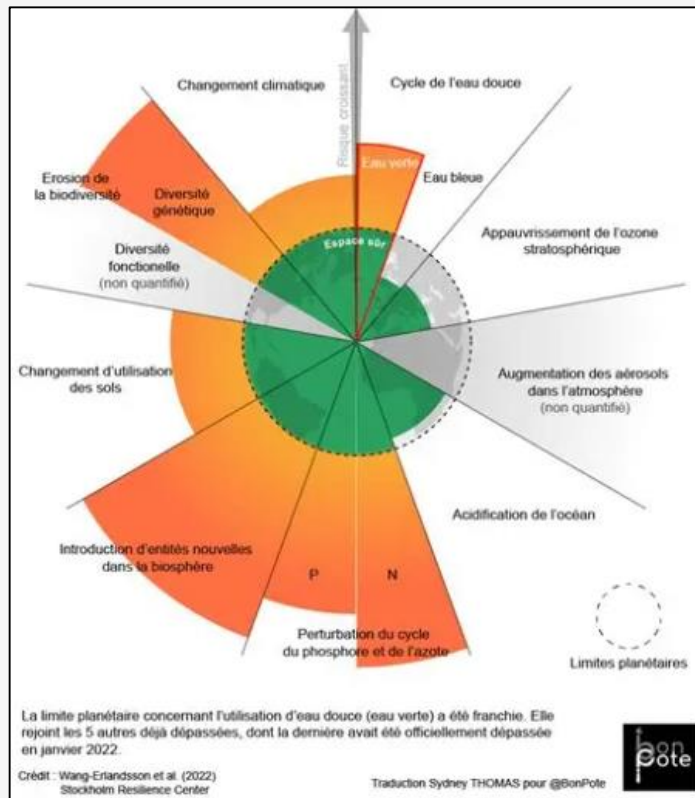 Risque croissant
Changement climatique
Cycle de l'eau douce
Eau verte
Eau bleue
Erosion de
la biodiversité
Diversité
génétique
Espace sûr
Appauvrissement de l'ozone
stratosphérique
Diversité
fonctionelle
(non quantifié)
Changement d'utilisation
des sols
Augmentation des aérosols
dans l'atmosphère
(non quantifié)
Acidification de l'océan
Introduction d'entités nouvelles
dans la biosphère
P
N
Perturbation du cycle
du phosphore et de l'azote
Limites planétaires
La limite planétaire concernant l'utilisation d'eau douce (eau verte) a été franchie. Elle
rejoint les 5 autres déjà dépassées, dont la dernière avait été officiellement dépassée
en janvier 2022.
Crédit : Wang-Erlandsson et al. (2022)
Stockholm Resilience Center
Traduction Sydney THOMAS pour @BonPote
bon
pote